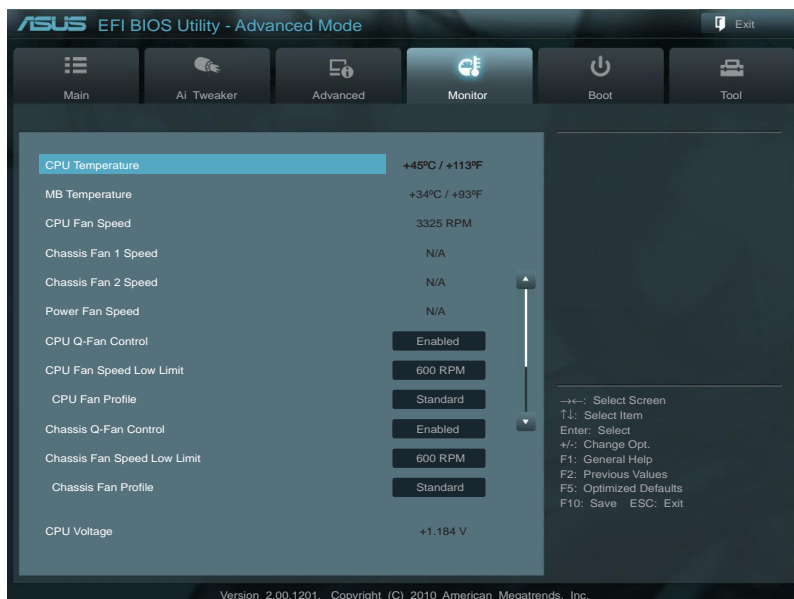 ASUS EFI BIOS Utility - Advanced Mode
Exit
Main
Ai Tweaker
Advanced
Monitor
Boot
Tool
CPU Temperature +45ºC / +113ºF
MB Temperature +34ºC / +93ºF
CPU Fan Speed 3325 RPM
Chassis Fan 1 Speed N/A
Chassis Fan 2 Speed N/A
Power Fan Speed N/A
CPU Q-Fan Control Enabled
CPU Fan Speed Low Limit 600 RPM
CPU Fan Profile Standard
Chassis Q-Fan Control Enabled
Chassis Fan Speed Low Limit 600 RPM
Chassis Fan Profile Standard
CPU Voltage +1.184 V
→←: Select Screen
↑↓: Select Item
Enter: Select
+/-: Change Opt.
F1: General Help
F2: Previous Values
F5: Optimized Defaults
F10: Save ESC: Exit
Version 2.00.1201. Copyright (C) 2010 American Megatrends, Inc.